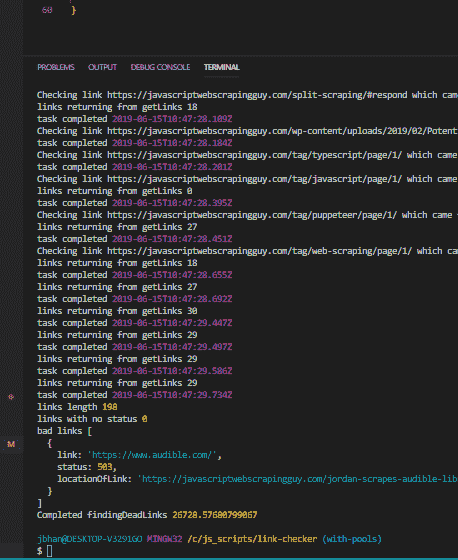 60 }
PROBLEMS OUTPUT DEBUG CONSOLE TERMINAL
Checking link https://javascriptwebscrapingguy.com/split-scraping/#respond which cam
links returning from getLinks 18
task completed 2019-06-15T10:47:28.109Z
Checking link https://javascriptwebscrapingguy.com/wp-content/uploads/2019/02/Potent
task completed 2019-06-15T10:47:28.184Z
Checking link https://javascriptwebscrapingguy.com/tag/typescript/page/1/ which came
task completed 2019-06-15T10:47:28.201Z
Checking link https://javascriptwebscrapingguy.com/tag/javascript/page/1/ which came
links returning from getLinks 0
task completed 2019-06-15T10:47:28.395Z
Checking link https://javascriptwebscrapingguy.com/tag/puppeteer/page/1/ which came
links returning from getLinks 27
task completed 2019-06-15T10:47:28.451Z
Checking link https://javascriptwebscrapingguy.com/tag/web-scraping/page/1/ which ca
links returning from getLinks 18
task completed 2019-06-15T10:47:28.655Z
links returning from getLinks 27
task completed 2019-06-15T10:47:28.692Z
links returning from getLinks 30
task completed 2019-06-15T10:47:29.447Z
links returning from getLinks 29
task completed 2019-06-15T10:47:29.497Z
links returning from getLinks 29
task completed 2019-06-15T10:47:29.586Z
links returning from getLinks 29
task completed 2019-06-15T10:47:29.734Z
links length 198
links with no status 0
bad links [
{
link: 'https://www.audible.com/',
status: 503,
locationOfLink: 'https://javascriptwebscrapingguy.com/jordan-scrapes-audible-lib
}
]
M
Completed findingDeadLinks 26728.57680799067
jbhan@DESKTOP-V3291GO MINGW32 /c/js_scripts/link-checker (with-pools)
$